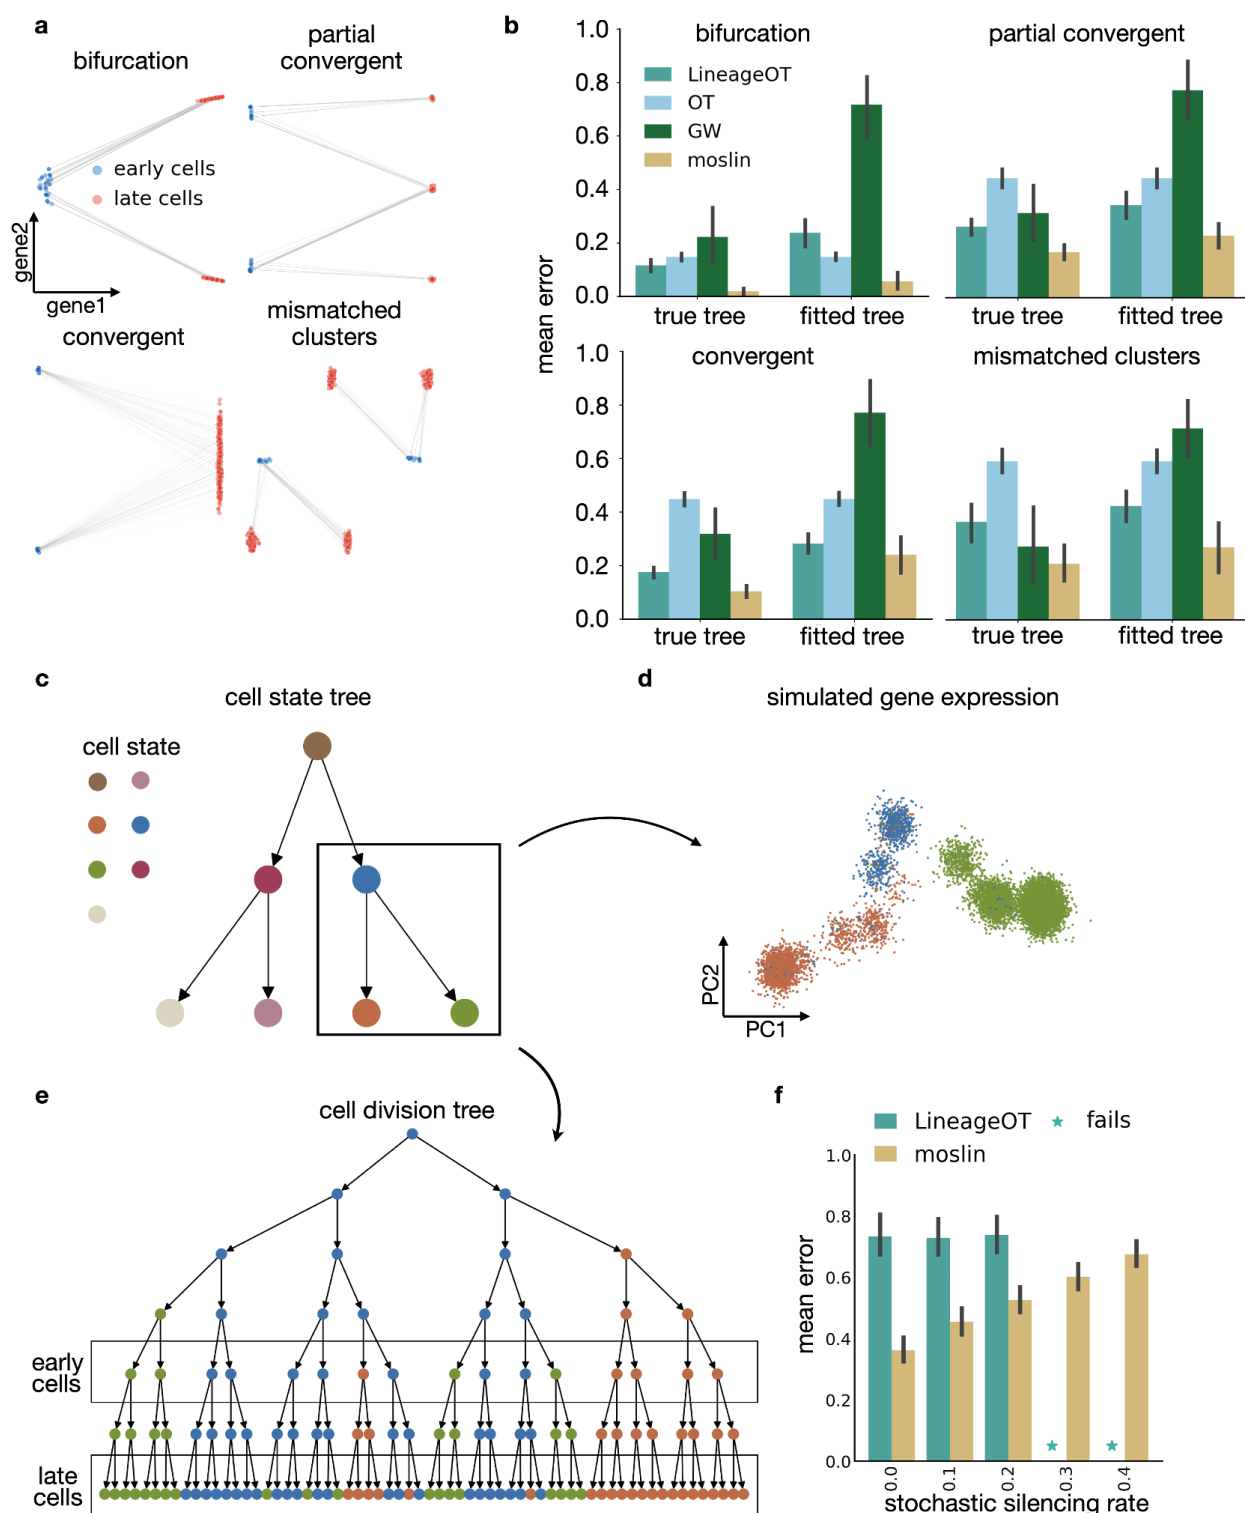 a
bifurcation
partial
convergent
early cells
late cells
gene2
gene1
convergent
mismatched
clusters
b
mean error
1.0
0.8
0.6
0.4
0.2
0.0
bifurcation
LineageOT
OT
GW
moslin
true tree
fitted tree
partial convergent
true tree
fitted tree
1.0
0.8
0.6
0.4
0.2
0.0
convergent
true tree
fitted tree
mismatched clusters
true tree
fitted tree
c
cell state tree
cell state
d
simulated gene expression
PC2
PC1
e
cell division tree
early
cells
late
cells
f
LineageOT
fails
moslin
mean error
1.0
0.8
0.6
0.4
0.2
0.0
0.0
0.1
0.2
0.3
0.4
stochastic silencing rate